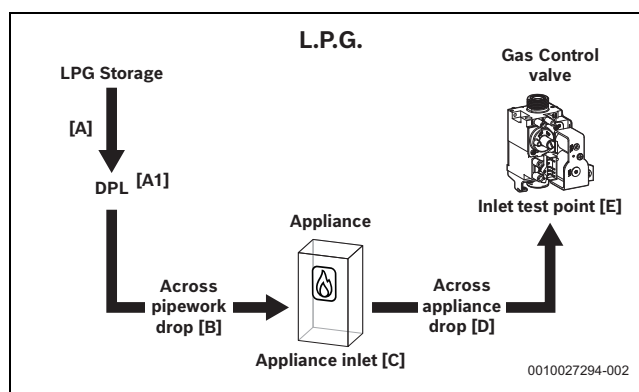 L.P.G.
Gas Control
valve
LPG Storage
[A]
DPL [A1]
Inlet test point [E]
Appliance
Across
pipework
drop [B]
Across
appliance
drop [D]
Appliance inlet [C]
0010027294-002